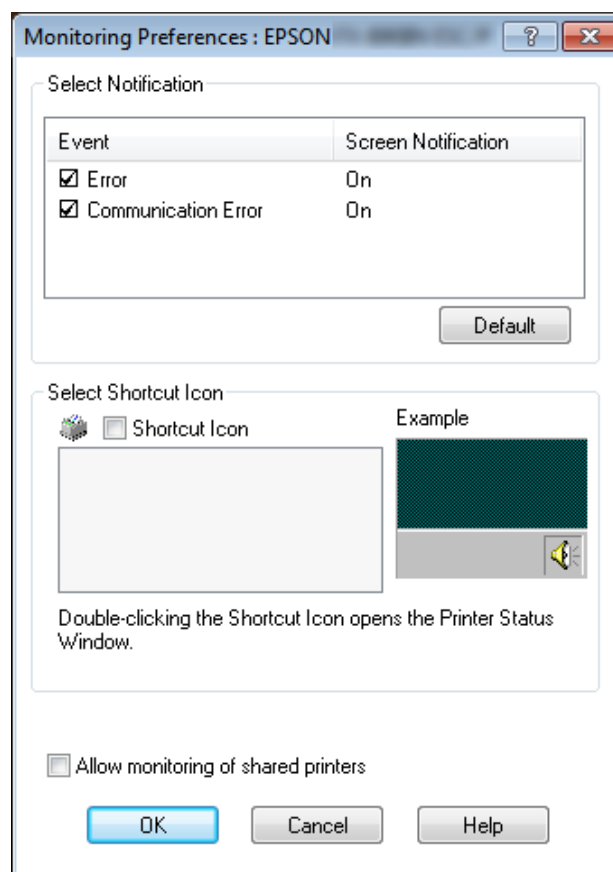 Monitoring Preferences : EPSON
Select Notification
Event Screen Notification
Error On
Communication Error On
Default
Select Shortcut Icon
Shortcut Icon Example
Double-clicking the Shortcut Icon opens the Printer Status
Window.
Allow monitoring of shared printers
OK Cancel Help